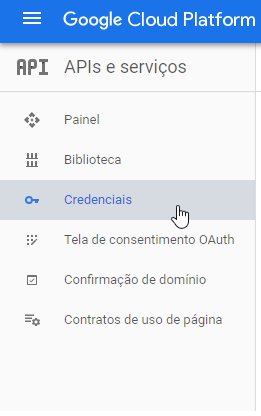 Google Cloud Platform
API APIs e serviços
Painel
Biblioteca
Credenciais
Tela de consentimento OAuth
Confirmação de domínio
Contratos de uso de página